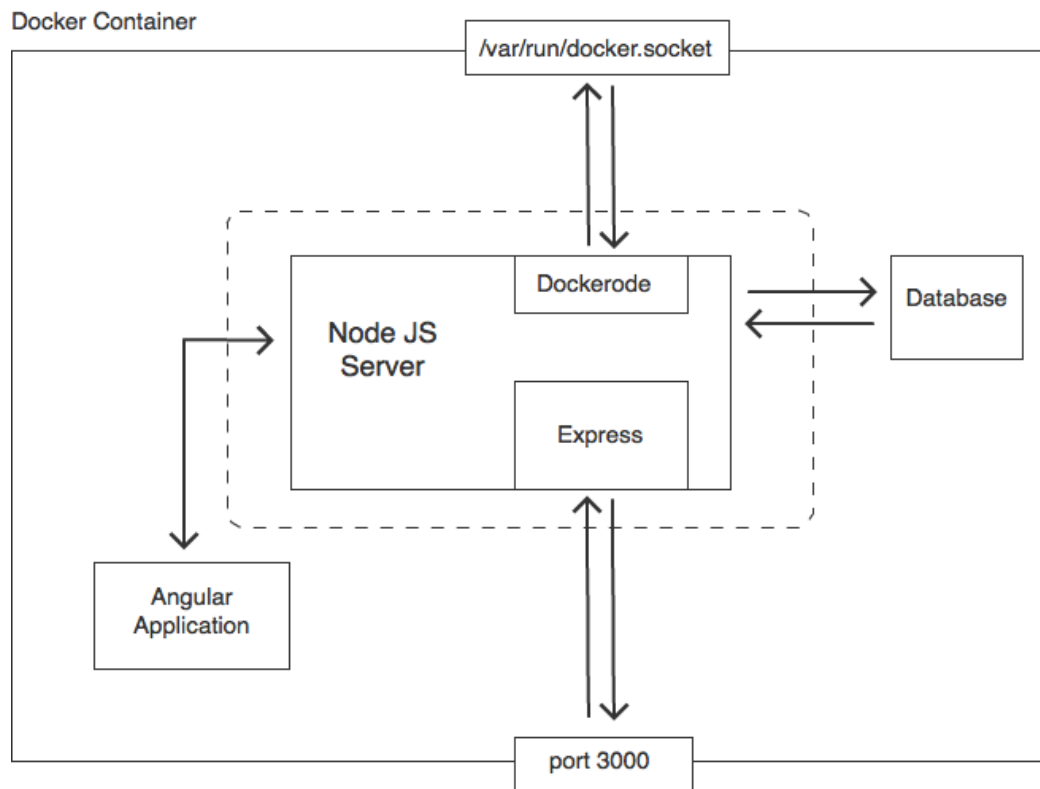 Docker Container
/var/run/docker.socket
Dockerode
Database
Node JS
Server
Express
Angular
Application
port 3000